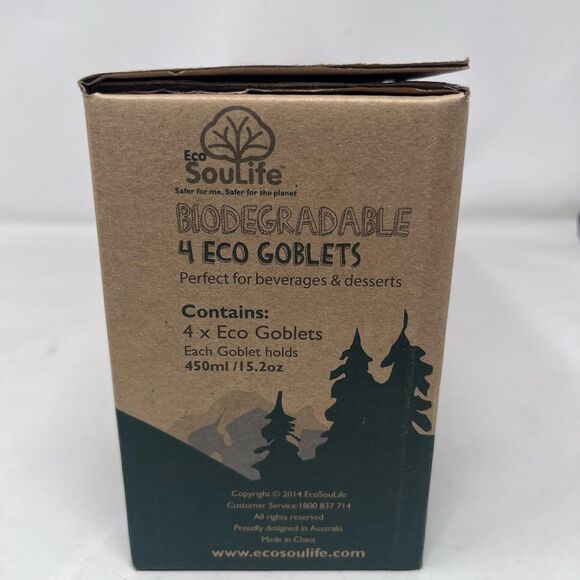 Eco
SouLife™
Safer for me, Safer for the planet
BIODEGRADABLE
4 ECO GOBLETS
Perfect for beverages & desserts
Contains:
4 x Eco Goblets
Each Goblet holds
450ml /15.2oz
Copyright © 2014 EcoSouLife
Customer Service:1800 837 714
All rights reserved
Proudly designed in Australia
Made in China
www.ecosoulife.com